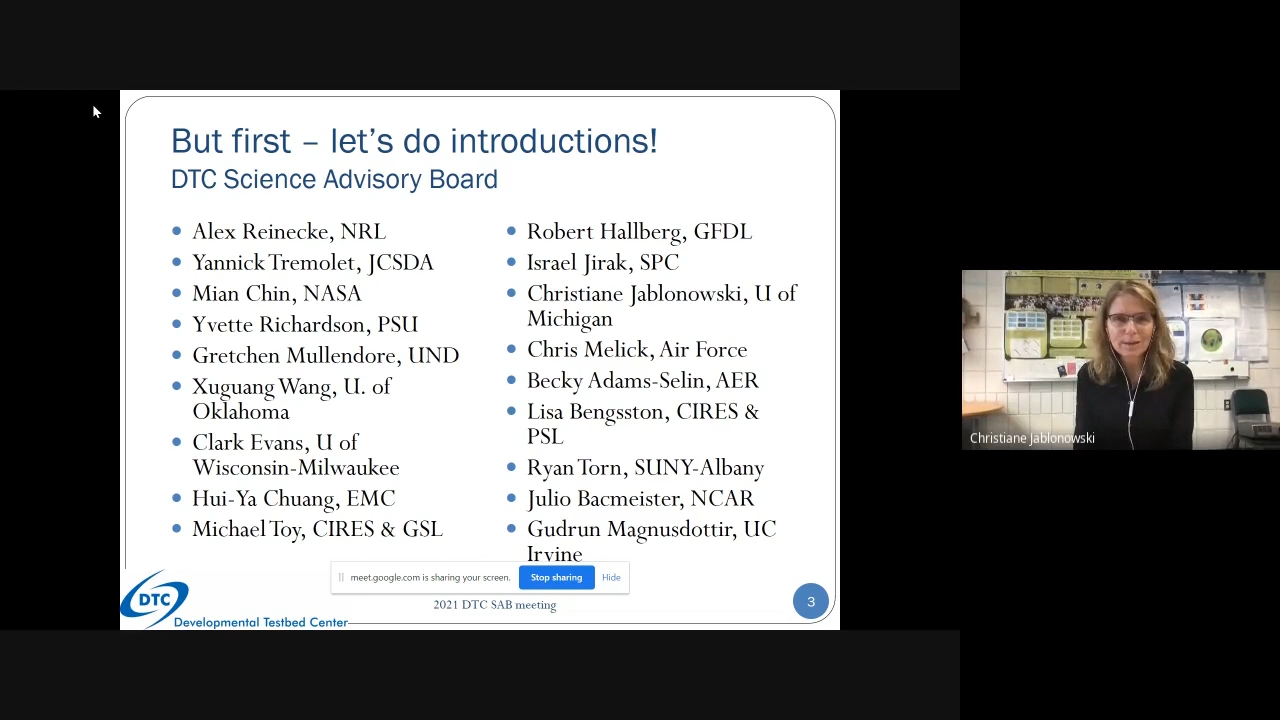 But first – let's do introductions!
DTC Science Advisory Board
Alex Reinecke, NRL
Yannick Tremolet, JCSDA
Mian Chin, NASA
Yvette Richardson, PSU
Gretchen Mullendore, UND
Xuguang Wang, U. of
Oklahoma
Clark Evans, U of
Wisconsin-Milwaukee
Hui-Ya Chuang, EMC
Michael Toy, CIRES & GSL
Robert Hallberg, GFDL
Israel Jirak, SPC
Christiane Jablonowski, U of
Michigan
Chris Melick, Air Force
Becky Adams-Selin, AER
Lisa Bengsston, CIRES &
PSL
Ryan Torn, SUNY-Albany
Julio Bacmeister, NCAR
Gudrun Magnusdottir, UC
Irvine
meet.google.com is sharing your screen. Stop sharing Hide
2021 DTC SAB meeting
3
DTC
Developmental Testbed Center
Christiane Jablonowski